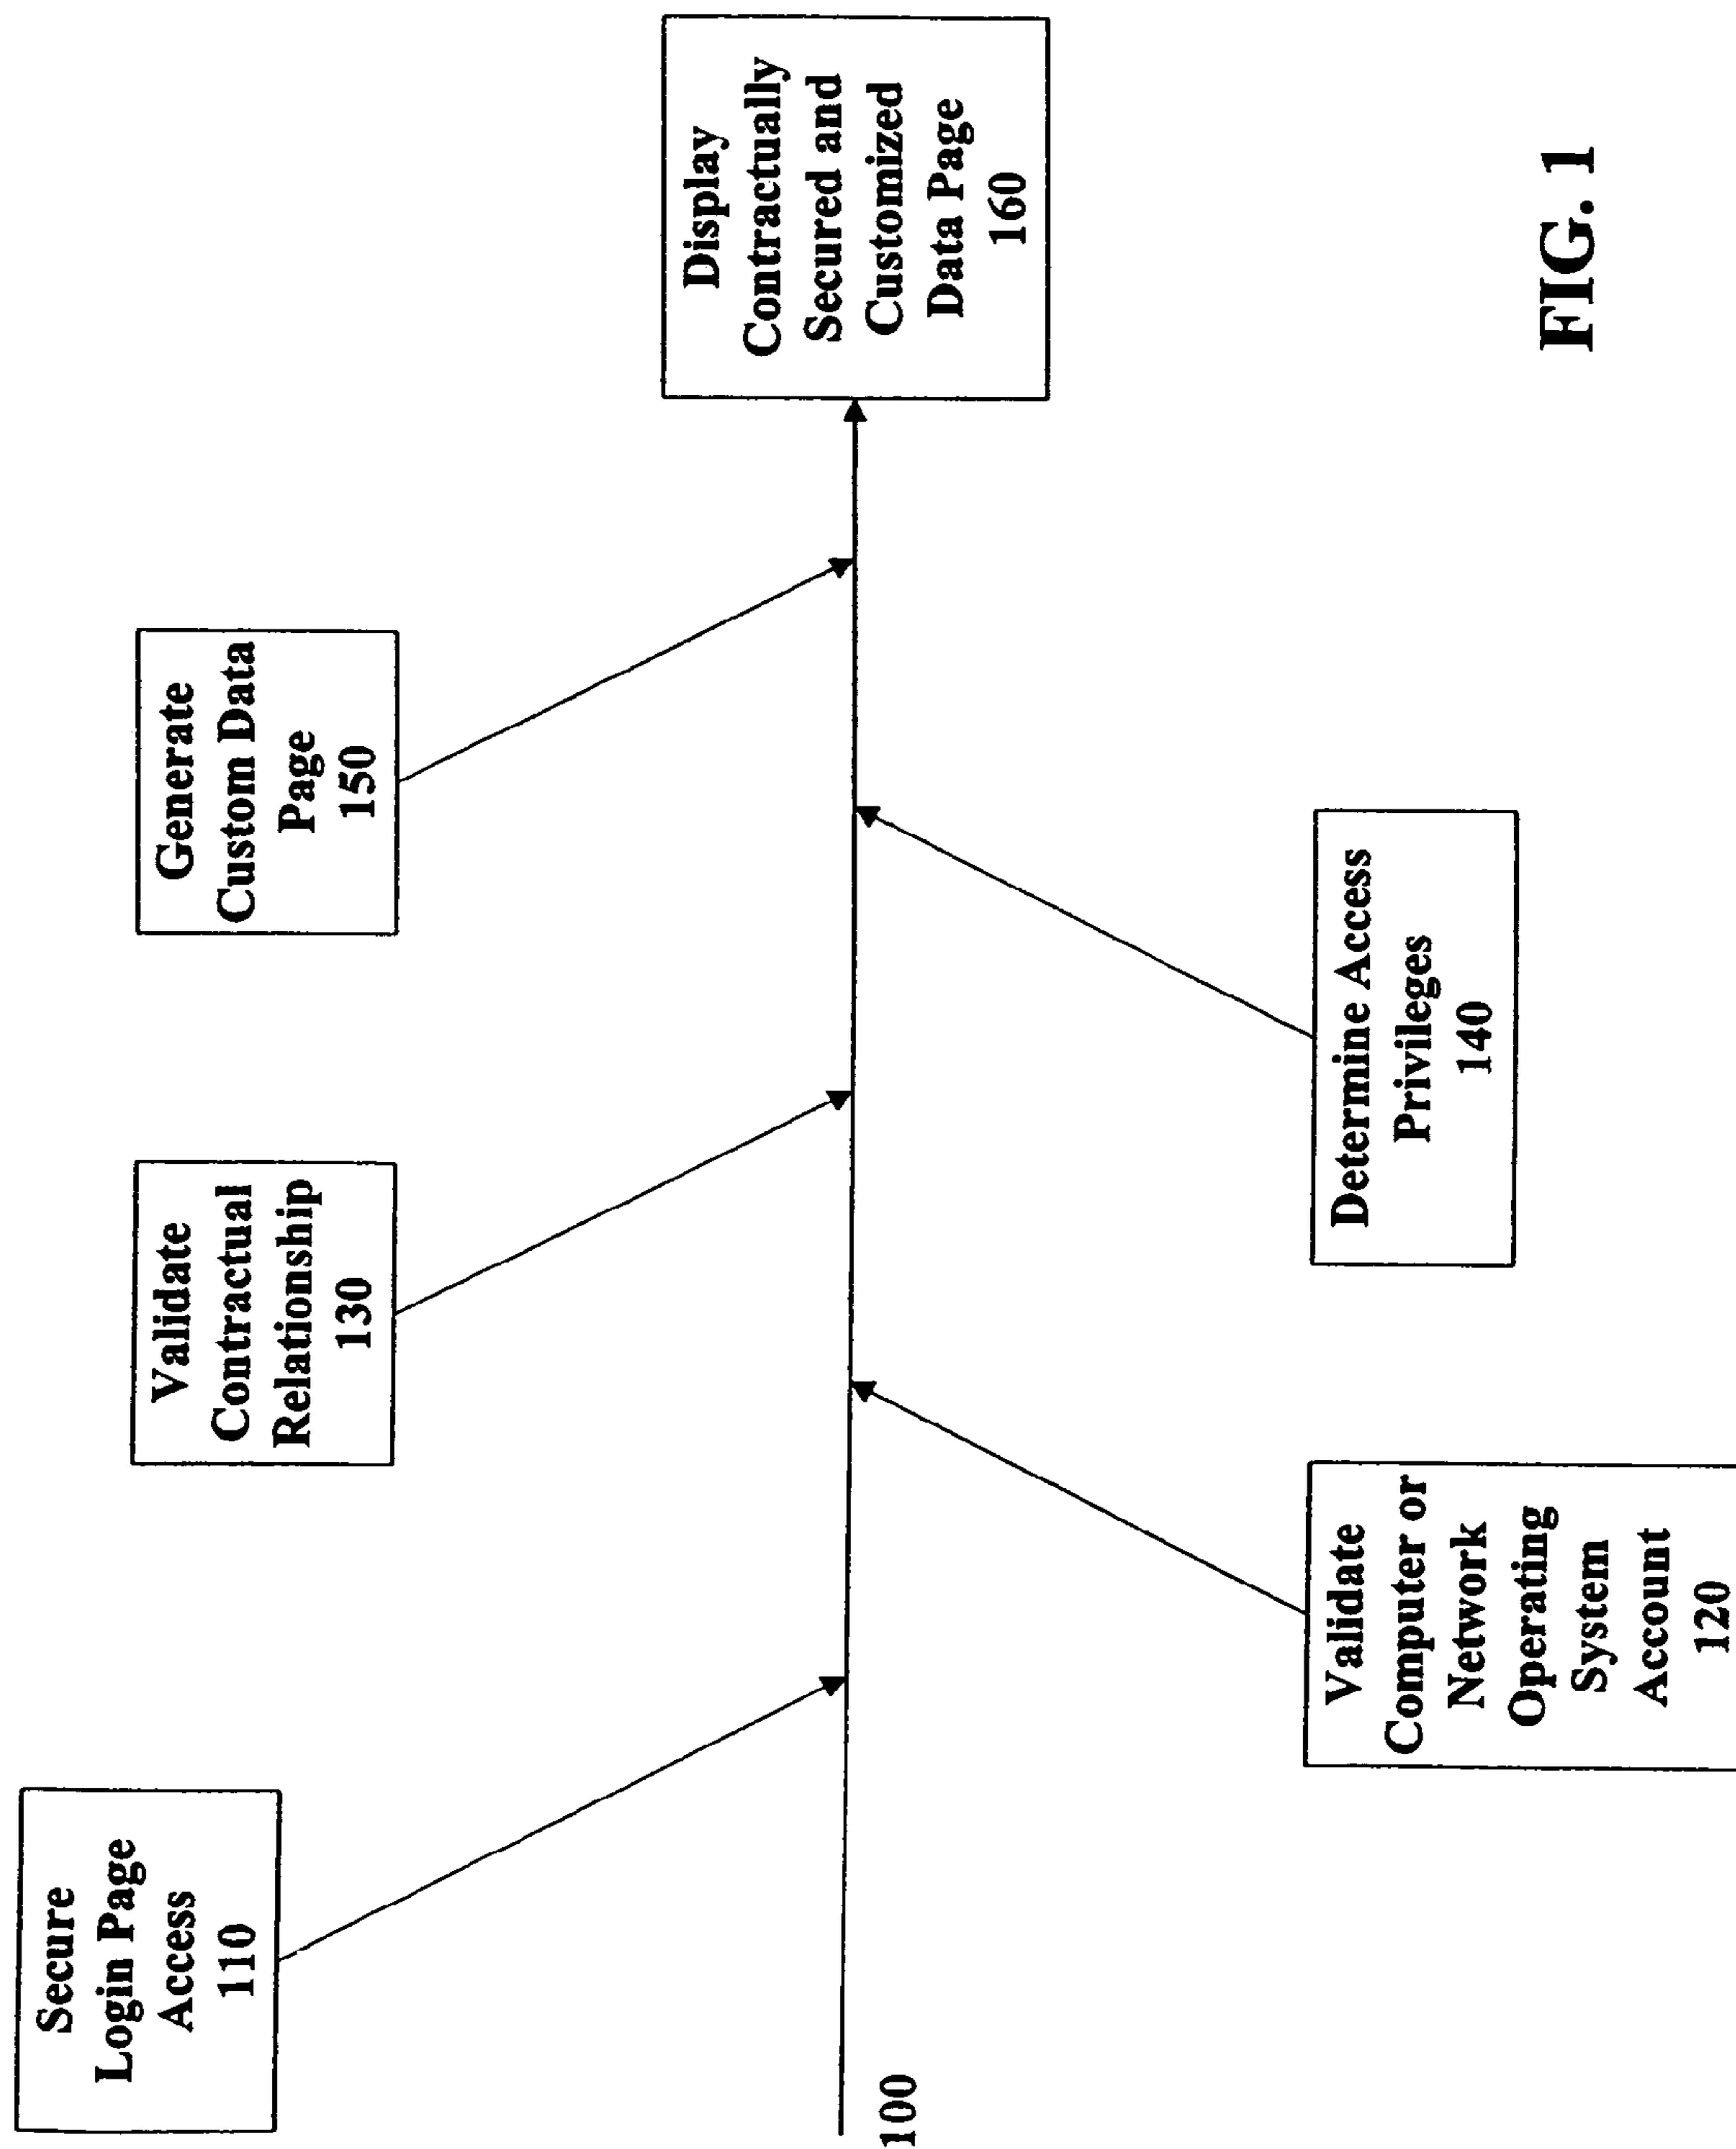 Secure
Login Page
Access
110
Validate
Contractual
Relationship
130
Generate
Custom Data
Page
150
100
Display
Contractually
Secured and
Customized
Data Page
160
Validate
Computer or
Network
Operating
System
Account
120
Determine Access
Privileges
140
FIG. 1